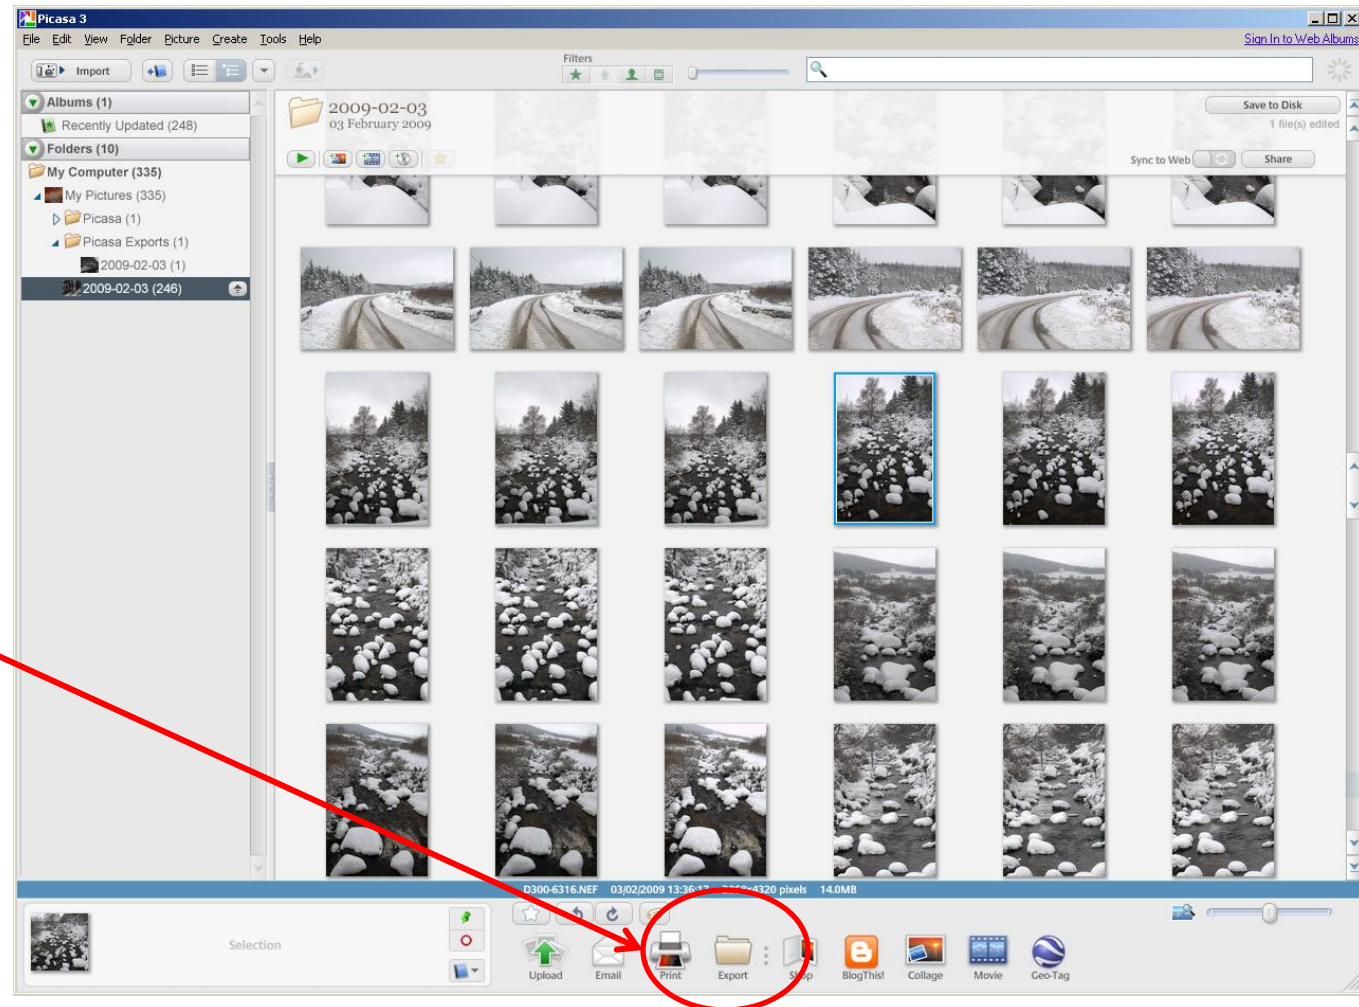 Picasa 3
File Edit View Folder Picture Create Tools Help
Sign In to Web Albums
Import
Filters
Albums (1)
Recently Updated (248)
Folders (10)
My Computer (335)
My Pictures (335)
Picasa (1)
Picasa Exports (1)
2009-02-03 (1)
2009-02-03 (246)
2009-02-03
03 February 2009
Save to Disk
1 file(s) edited
Sync to Web
Share
D300-6316.NEF 03/02/2009 13:36:13 pixels 14.0MB
Selection
Upload Email Print Export Shop BlogThis! Collage Movie Geo-Tag